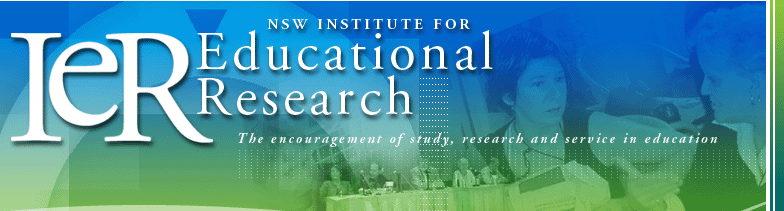 IeR
NSW INSTITUTE FOR
Educational
Research
The encouragement of study, research and service in education